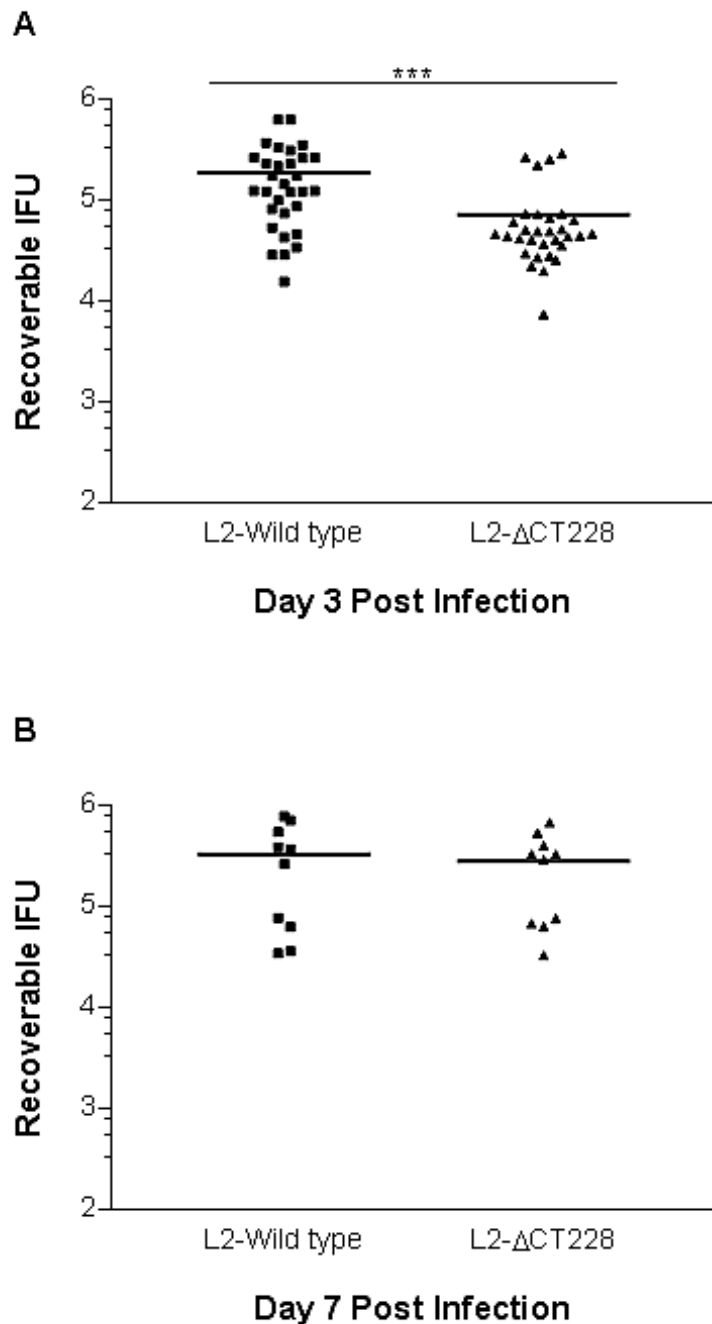 A
***
6
5
4
3
2
Recoverable IFU
L2-Wild type L2-ΔCT228
Day 3 Post Infection
B
6
5
4
3
2
Recoverable IFU
L2-Wild type L2-ΔCT228
Day 7 Post Infection